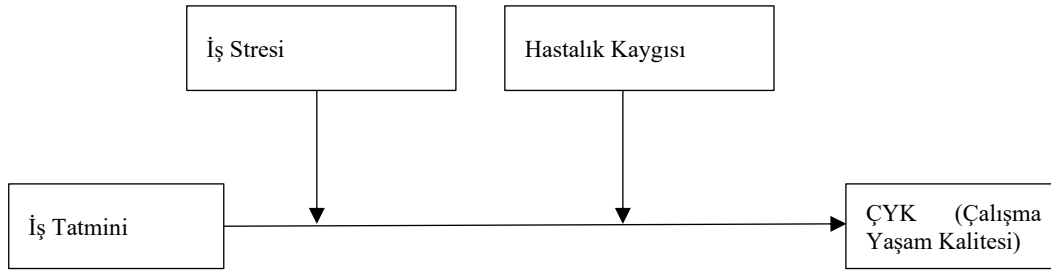 İş Stresi
Hastalık Kaygısı
İş Tatmini
ÇYK (Çalışma
Yaşam Kalitesi)